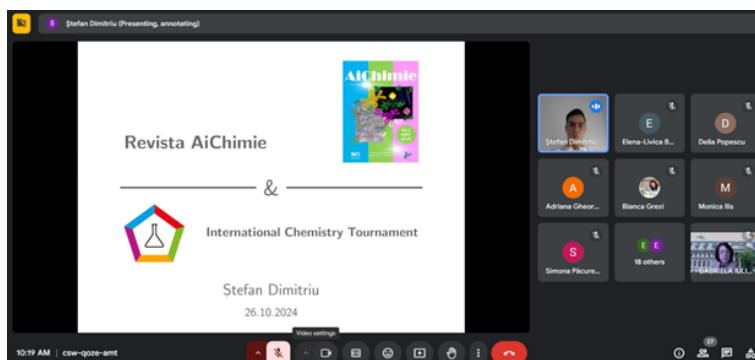 Ștefan Dimitriu (Presenting, annotating)
AiChimie
Revista AiChimie
&
International Chemistry Tournament
Ștefan Dimitriu
26.10.2024
Ștefan Dimitriu
E
Elena-Livica B...
D
Delia Popescu
A
Adriana Gheor...
Bianca Grezi
M
Monica Ilis
S
Simona Păcure...
E E
18 others
Video settings
10:19 AM | csw-qoze-amt
37